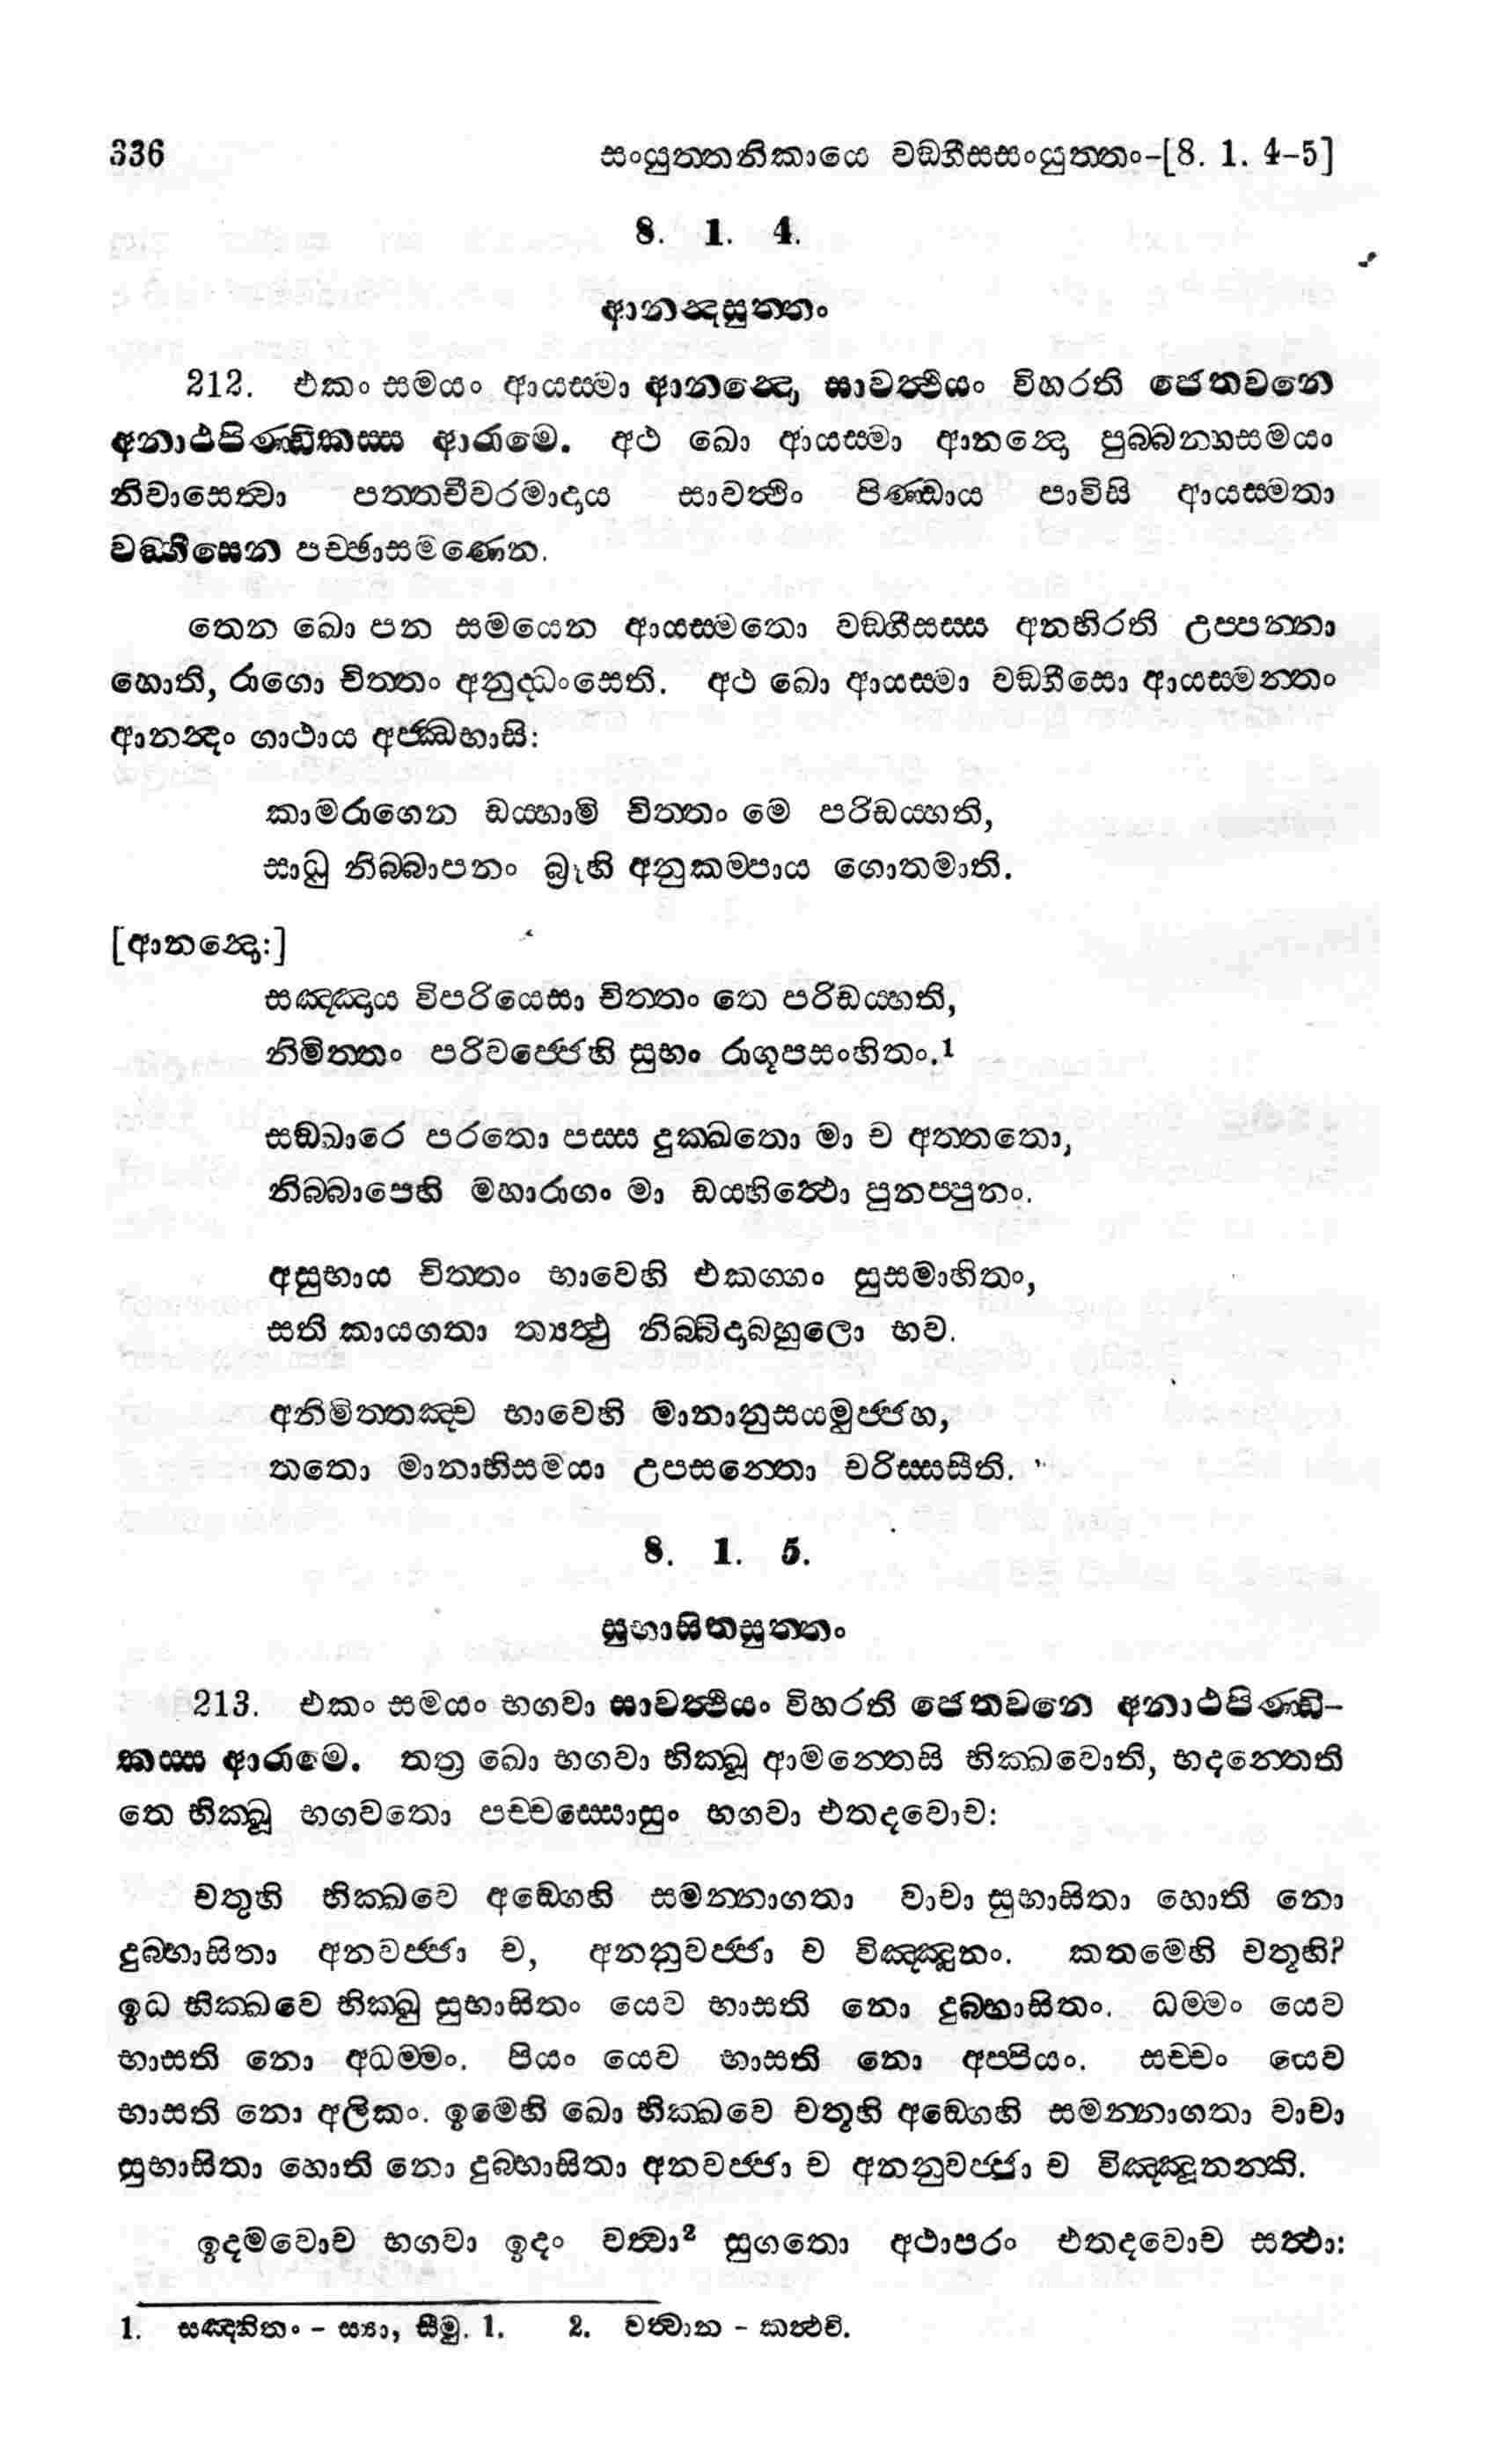 336 සංයුත්තනිකායෙ වඞ්ගීසසංයුත්තං-[8. 1. 4-5]
8. 1. 4.
ආනන්දසුත්තං
212. එකං සමයං ආයස්මා ආනන්දො සාවත්ථියං විහරති ජෙතවනෙ
අනාථපිණ්ඩිකස්ස ආරාමෙ. අථ ඛො ආයස්මා ආනන්දො පුබ්බන්හසමයං
නිවාසෙත්වා පත්තචීවරමාදාය සාවත්ථිං පිණ්ඩාය පාවිසි ආයස්මතා
වඞ්ගීසෙන පච්ඡාසමණෙන.
තෙන ඛො පන සමයෙන ආයස්මතො වඞ්ගීසස්ස අනභිරති උප්පන්නා
හොති, රාගො චිත්තං අනුද්ධංසෙති. අථ ඛො ආයස්මා වඞ්ගීසො ආයස්මන්තං
ආනන්දං ගාථාය අජ්ඣභාසි:
කාමරාගෙන ඩය්හාමි චිත්තං මෙ පරිඩය්හති,
සාධු නිබ්බාපනං බ්‍රෑහි අනුකම්පාය ගොතමාති.
[ආනන්දො:]
සඤ්ඤාය විපරියෙසා චිත්තං තෙ පරිඩය්හති,
නිමිත්තං පරිවජ්ජෙහි සුභං රාගූපසංහිතං.1
සඞ්ඛාරෙ පරතො පස්ස දුක්ඛතො මා ච අත්තතො,
නිබ්බාපෙහි මහාරාගං මා ඩය්හිත්ථො පුනප්පුනං.
අසුභාය චිත්තං භාවෙහි එකග්ගං සුසමාහිතං,
සති කායගතා ත්‍යත්ථු නිබ්බිදාබහුලො භව.
අනිමිත්තඤ්ච භාවෙහි මානානුසයමුජ්ජහ,
තතො මානාභිසමයා උපසන්තො චරිස්සසීති.
8. 1. 5.
සුභාසිතසුත්තං
213. එකං සමයං භගවා සාවත්ථියං විහරති ජෙතවනෙ අනාථපිණ්ඩි-
කස්ස ආරාමෙ. තත්‍ර ඛො භගවා භික්ඛූ ආමන්තෙසි භික්ඛවොති, භදන්තෙති
තෙ භික්ඛූ භගවතො පච්චස්සොසුං භගවා එතදවොච:
චතූහි භික්ඛවෙ අඞ්ගෙහි සමන්නාගතා වාචා සුභාසිතා හොති නො
දුබ්භාසිතා අනවජ්ජා ච, අනනුවජ්ජා ච විඤ්ඤූනං. කතමෙහි චතූහි?
ඉධ භික්ඛවෙ භික්ඛු සුභාසිතං යෙව භාසති නො දුබ්භාසිතං. ධම්මං යෙව
භාසති නො අධම්මං. පියං යෙව භාසති නො අප්පියං. සච්චං යෙව
භාසති නො අලිකං. ඉමෙහි ඛො භික්ඛවෙ චතූහි අඞ්ගෙහි සමන්නාගතා වාචා
සුභාසිතා හොති නො දුබ්භාසිතා අනවජ්ජා ච අනනුවජ්ජා ච විඤ්ඤූනන්ති.
ඉදමවොච භගවා ඉදං වත්වා2 සුගතො අථාපරං එතදවොච සත්ථා:
1. සඤ්හිතං - ස්‍යා, සීමු. 1. 2. වත්වාන - කත්ථචි.